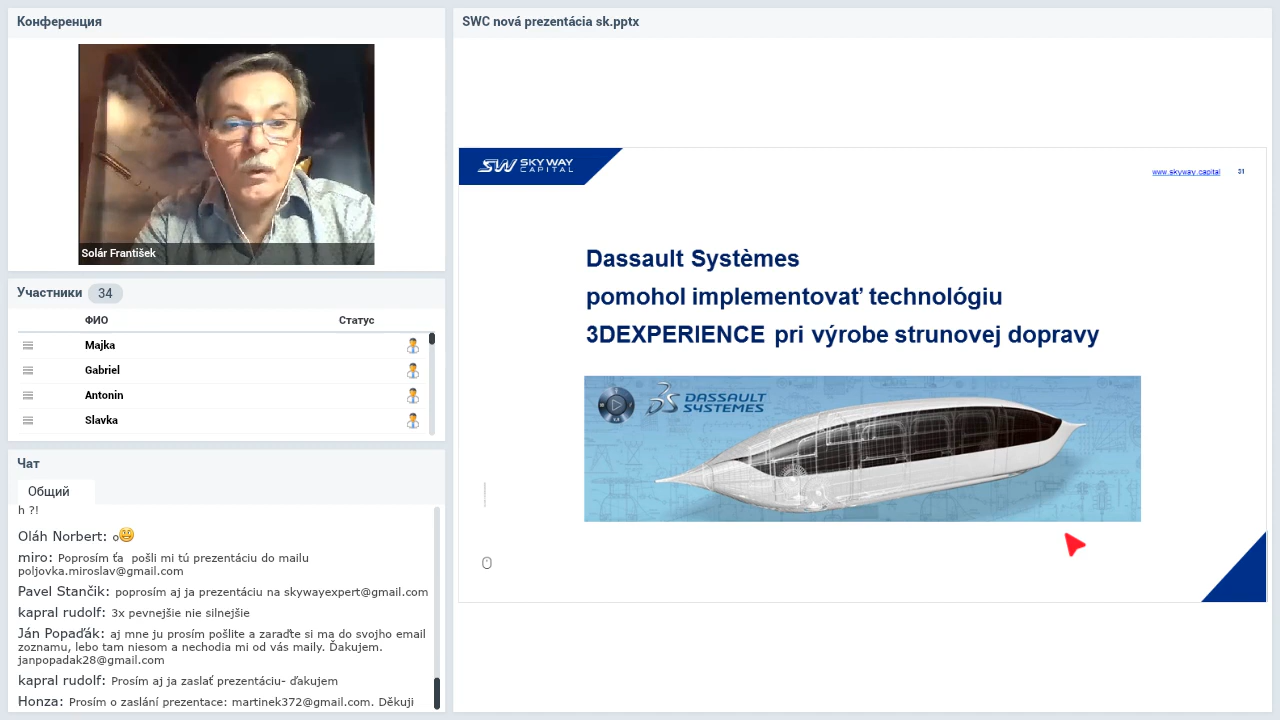 Конференция
Solár František
Участники 34
ФИО Статус
Majka
Gabriel
Antonin
Slavka
Чат
Общий
h ?!
Oláh Norbert: o
miro: Poprosím ťa pošli mi tú prezentáciu do mailu
poljovka.miroslav@gmail.com
Pavel Stančik: poprosím aj ja prezentáciu na skywayexpert@gmail.com
kapral rudolf: 3x pevnejšie nie silnejšie
Ján Popaďák: aj mne ju prosím pošlite a zaraďte si ma do svojho email
zoznamu, lebo tam niesom a nechodia mi od vás maily. Ďakujem.
janpopadak28@gmail.com
kapral rudolf: Prosím aj ja zaslať prezentáciu- ďakujem
Honza: Prosím o zaslání prezentace: martinek372@gmail.com. Děkuji
SWC nová prezentácia sk.pptx
SW SKY WAY
CAPITAL
www.skyway.capital 31
Dassault Systèmes
pomohol implementovať technológiu
3DEXPERIENCE pri výrobe strunovej dopravy
DASSAULT
SYSTEMES